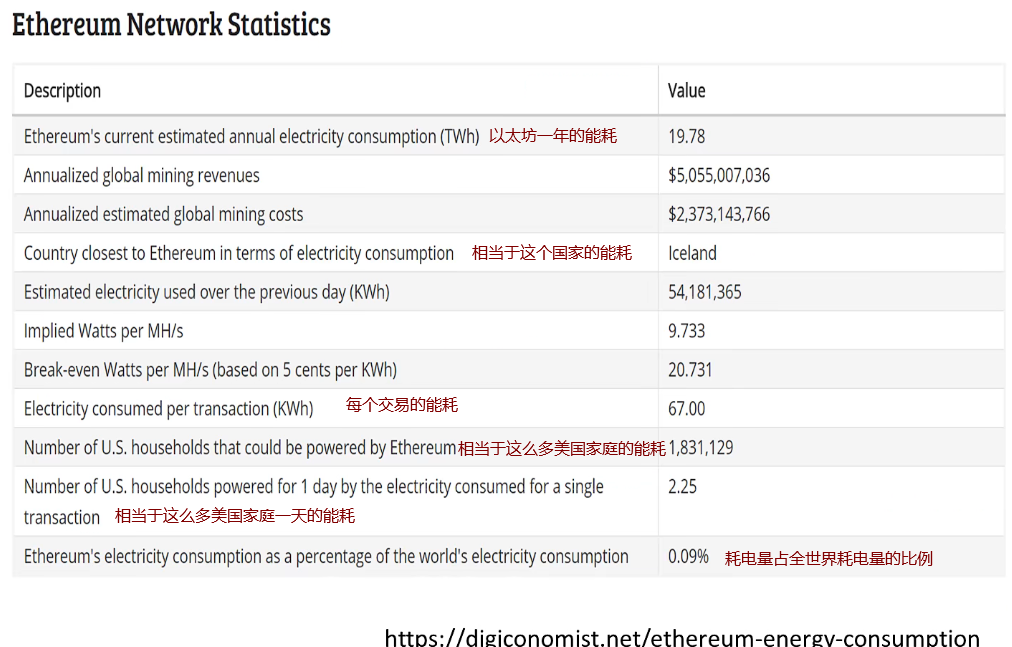 Ethereum Network Statistics
Description Value
Ethereum's current estimated annual electricity consumption (TWh) 以太坊一年的能耗 19.78
Annualized global mining revenues $5,055,007,036
Annualized estimated global mining costs $2,373,143,766
Country closest to Ethereum in terms of electricity consumption 相当于这个国家的能耗 Iceland
Estimated electricity used over the previous day (KWh) 54,181,365
Implied Watts per MH/s 9.733
Break-even Watts per MH/s (based on 5 cents per KWh) 20.731
Electricity consumed per transaction (KWh) 每个交易的能耗 67.00
Number of U.S. households that could be powered by Ethereum 相当于这么多美国家庭的能耗 1,831,129
Number of U.S. households powered for 1 day by the electricity consumed for a single 2.25
transaction 相当于这么多美国家庭一天的能耗
Ethereum's electricity consumption as a percentage of the world's electricity consumption 0.09% 耗电量占全世界耗电量的比例
https://digiconomist.net/ethereum-energy-consumption